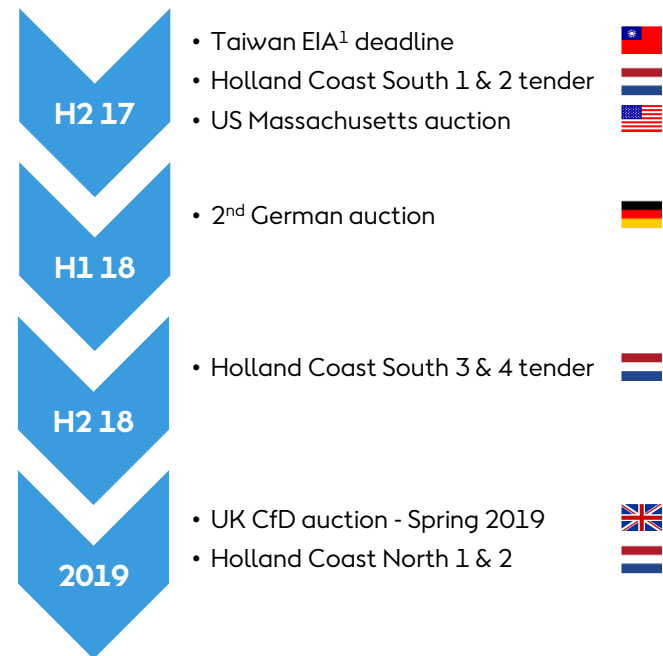 H2 17
• Taiwan EIA¹ deadline
• Holland Coast South 1 & 2 tender
• US Massachusetts auction
H1 18
• 2nd German auction
H2 18
• Holland Coast South 3 & 4 tender
2019
• UK CfD auction - Spring 2019
• Holland Coast North 1 & 2